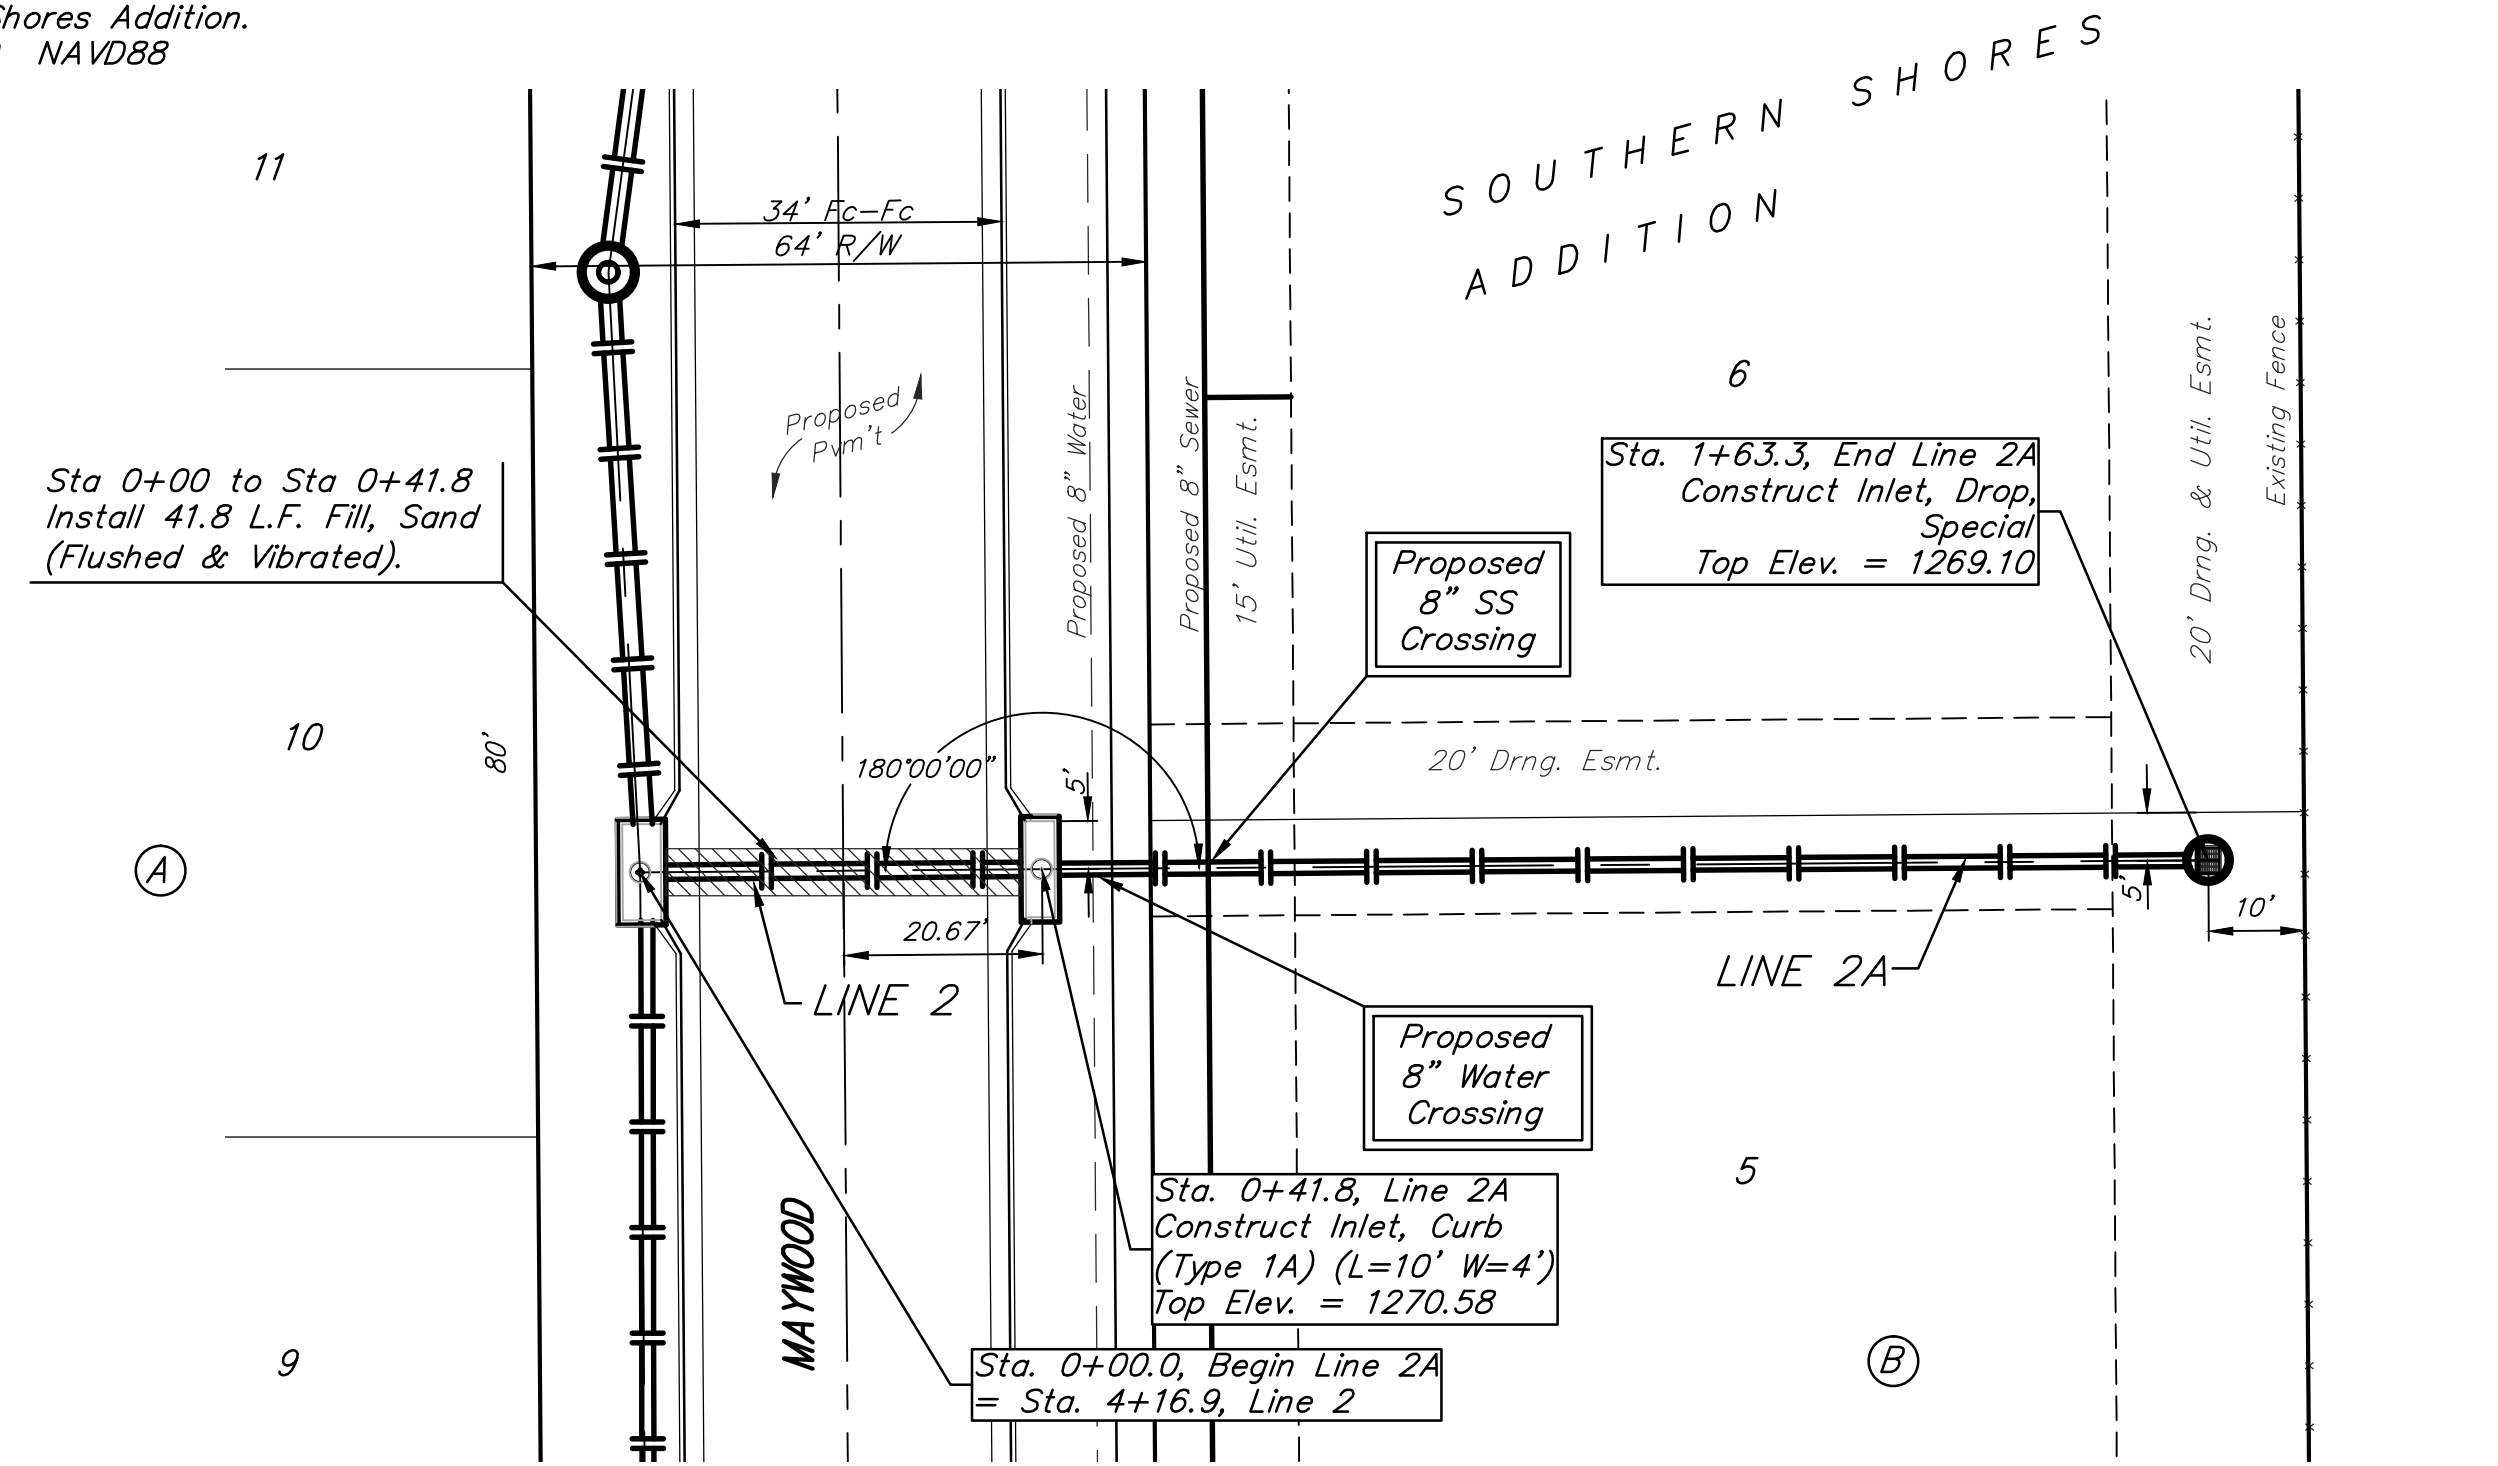 hores Addition.
NAVD88
SOUTHERN SHORES
ADDITION
11
34' Fc-Fc
64' R/W
Proposed
Pvm't
Proposed 8" Water
Proposed 8" Sewer
15' Util. Esmt.
6
20' Drng. & Util. Esmt.
Existing Fence
Sta 0+00 to Sta 0+41.8
Install 41.8 L.F. Fill, Sand
(Flushed & Vibrated).
Sta. 1+63.3, End Line 2A
Construct Inlet, Drop,
Special
Top Elev. = 1269.10
Proposed
8" SS
Crossing
10
80'
180°00'00"
5'
20' Drng. Esmt.
A
20.67'
5'
10'
LINE 2
LINE 2A
Proposed
8" Water
Crossing
MAYWOOD
Sta. 0+41.8, Line 2A
Construct Inlet, Curb
(Type 1A) (L=10' W=4')
Top Elev. = 1270.58
5
9
B
Sta. 0+00.0, Begin Line 2A
= Sta. 4+16.9, Line 2